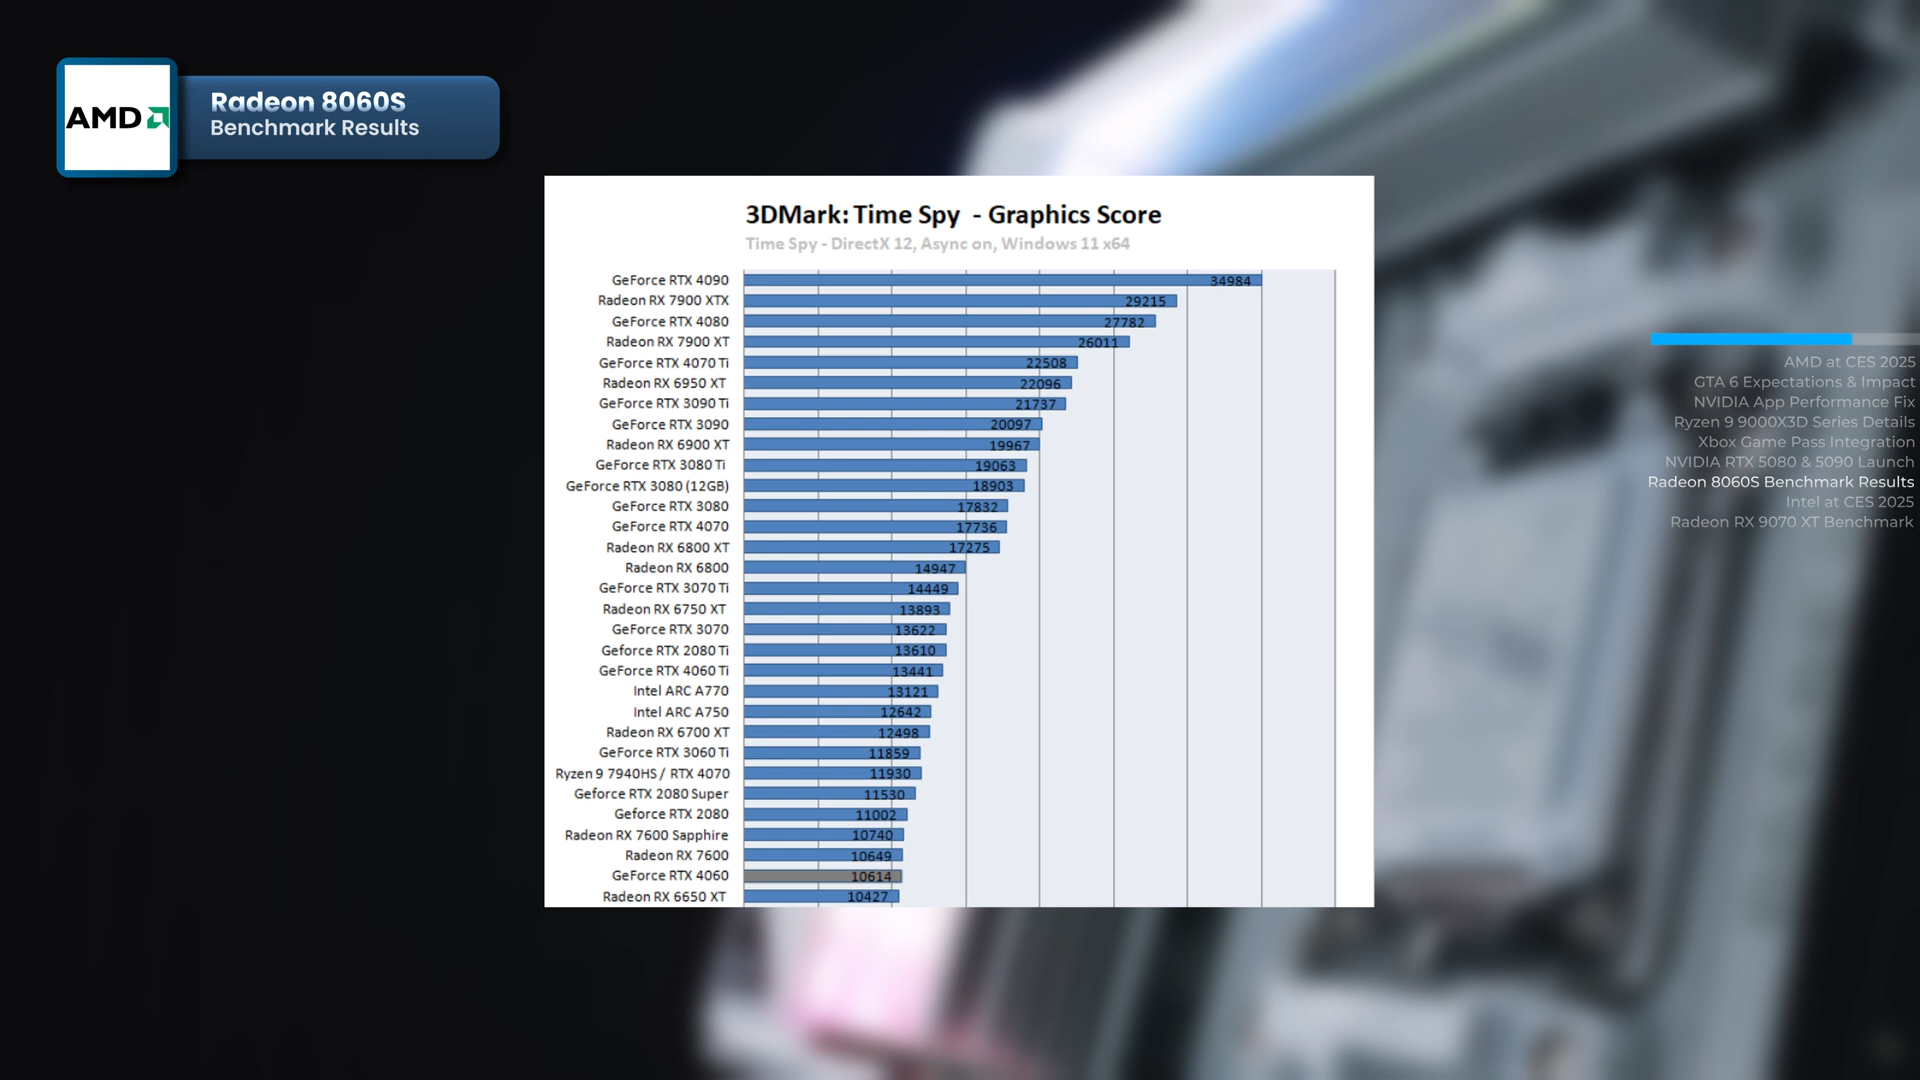 AMD
Radeon 8060S
Benchmark Results
3DMark: Time Spy - Graphics Score
Time Spy - DirectX 12, Async on, Windows 11 x64
GeForce RTX 4090 34984
Radeon RX 7900 XTX 29215
GeForce RTX 4080 27782
Radeon RX 7900 XT 26011
GeForce RTX 4070 Ti 22508
Radeon RX 6950 XT 22096
GeForce RTX 3090 Ti 21737
GeForce RTX 3090 20097
Radeon RX 6900 XT 19967
GeForce RTX 3080 Ti 19063
GeForce RTX 3080 (12GB) 18903
GeForce RTX 3080 17832
GeForce RTX 4070 17736
Radeon RX 6800 XT 17275
Radeon RX 6800 14947
GeForce RTX 3070 Ti 14449
Radeon RX 6750 XT 13893
GeForce RTX 3070 13622
Geforce RTX 2080 Ti 13610
GeForce RTX 4060 Ti 13441
Intel ARC A770 13121
Intel ARC A750 12642
Radeon RX 6700 XT 12498
GeForce RTX 3060 Ti 11859
Ryzen 9 7940HS / RTX 4070 11930
Geforce RTX 2080 Super 11530
Geforce RTX 2080 11002
Radeon RX 7600 Sapphire 10740
Radeon RX 7600 10649
GeForce RTX 4060 10614
Radeon RX 6650 XT 10427
AMD at CES 2025
GTA 6 Expectations & Impact
NVIDIA App Performance Fix
Ryzen 9 9000X3D Series Details
Xbox Game Pass Integration
NVIDIA RTX 5080 & 5090 Launch
Radeon 8060S Benchmark Results
Intel at CES 2025
Radeon RX 9070 XT Benchmark